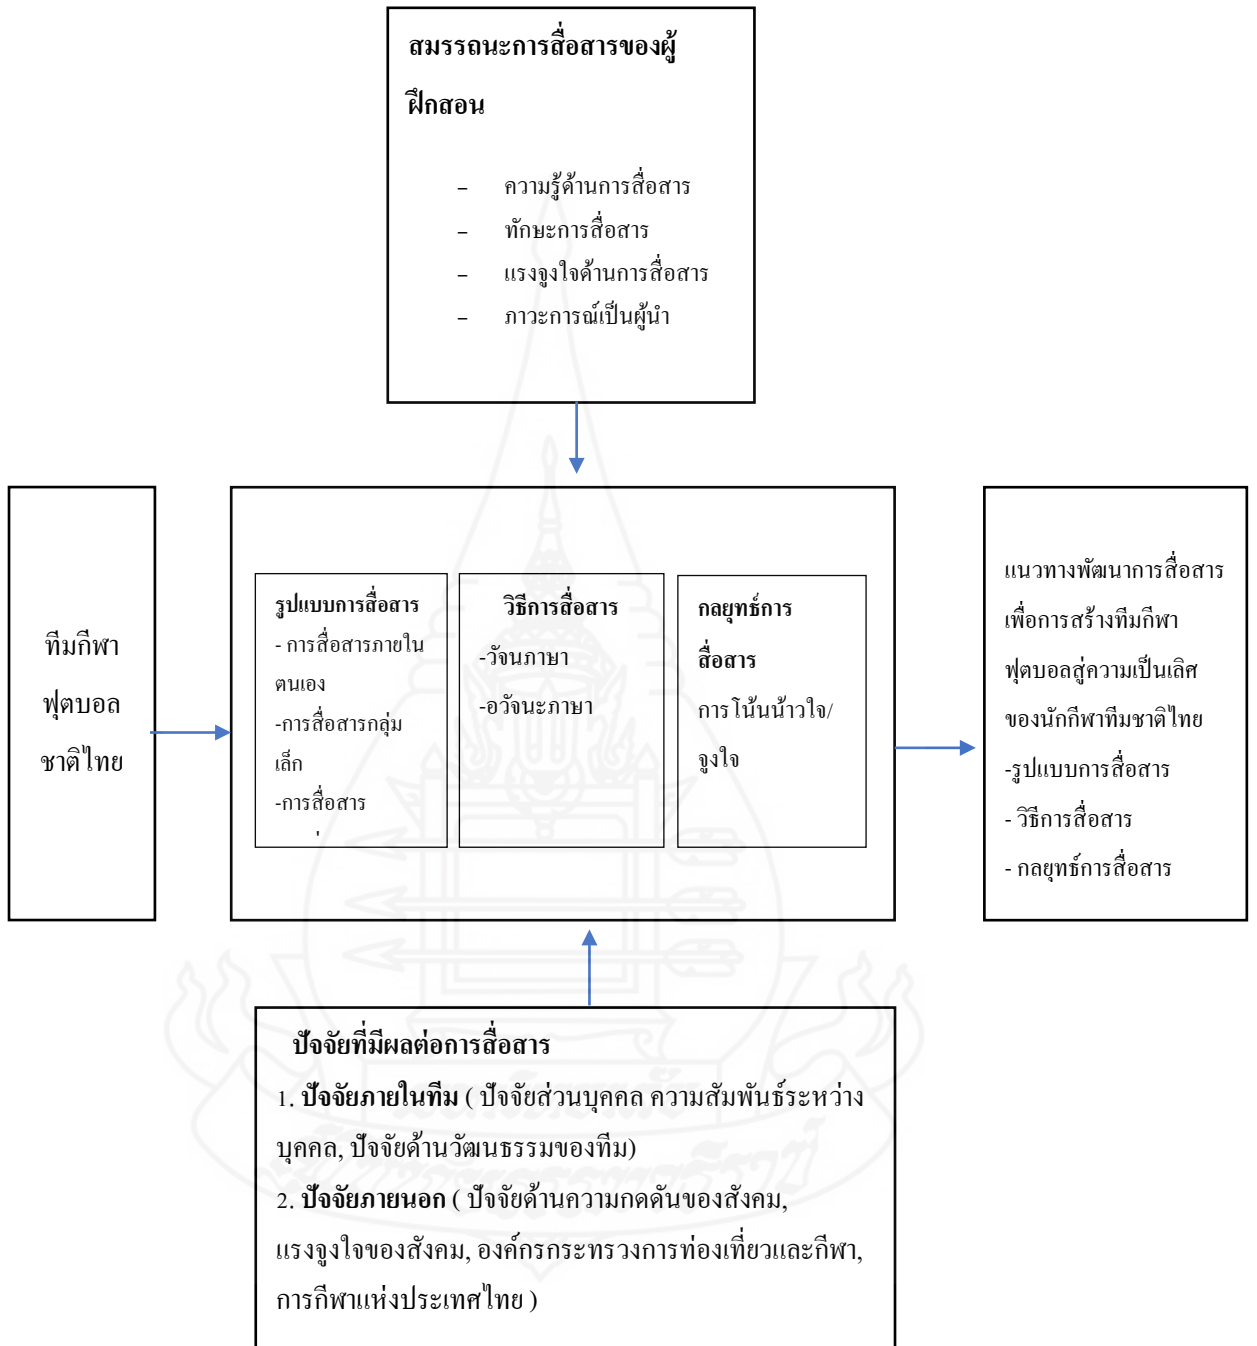 สมรรถนะการสื่อสารของผู้
ฝึกสอน
– ความรู้ด้านการสื่อสาร
– ทักษะการสื่อสาร
– แรงจูงใจด้านการสื่อสาร
– ภาวะการณ์เป็นผู้นำ
ทีมกีฬา
ฟุตบอล
ชาติไทย
รูปแบบการสื่อสาร
- การสื่อสารภายใน
ตนเอง
-การสื่อสารกลุ่ม
เล็ก
-การสื่อสาร
วิธีการสื่อสาร
-วัจนภาษา
-อวัจนะภาษา
กลยุทธ์การ
สื่อสาร
การโน้นน้าวใจ/
จูงใจ
แนวทางพัฒนาการสื่อสาร
เพื่อการสร้างทีมกีฬา
ฟุตบอลสู่ความเป็นเลิศ
ของนักกีฬาทีมชาติไทย
-รูปแบบการสื่อสาร
- วิธีการสื่อสาร
- กลยุทธ์การสื่อสาร
ปัจจัยที่มีผลต่อการสื่อสาร
1. ปัจจัยภายในทีม ( ปัจจัยส่วนบุคคล ความสัมพันธ์ระหว่าง
บุคคล, ปัจจัยด้านวัฒนธรรมของทีม)
2. ปัจจัยภายนอก ( ปัจจัยด้านความกดดันของสังคม,
แรงจูงใจของสังคม, องค์กรกระทรวงการท่องเที่ยวและกีฬา,
การกีฬาแห่งประเทศไทย )